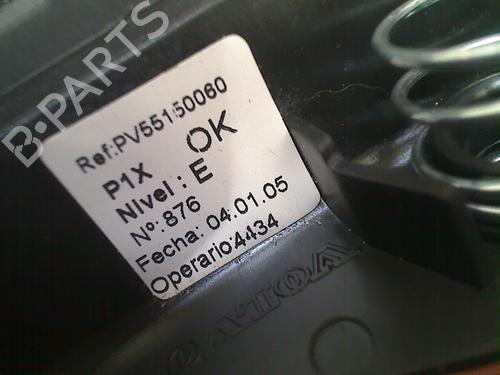 B-PARTS
Ref:PV55150060
P1X OK
Nivel : E
Nº:876
Fecha: 04.01.05
Operario:4434